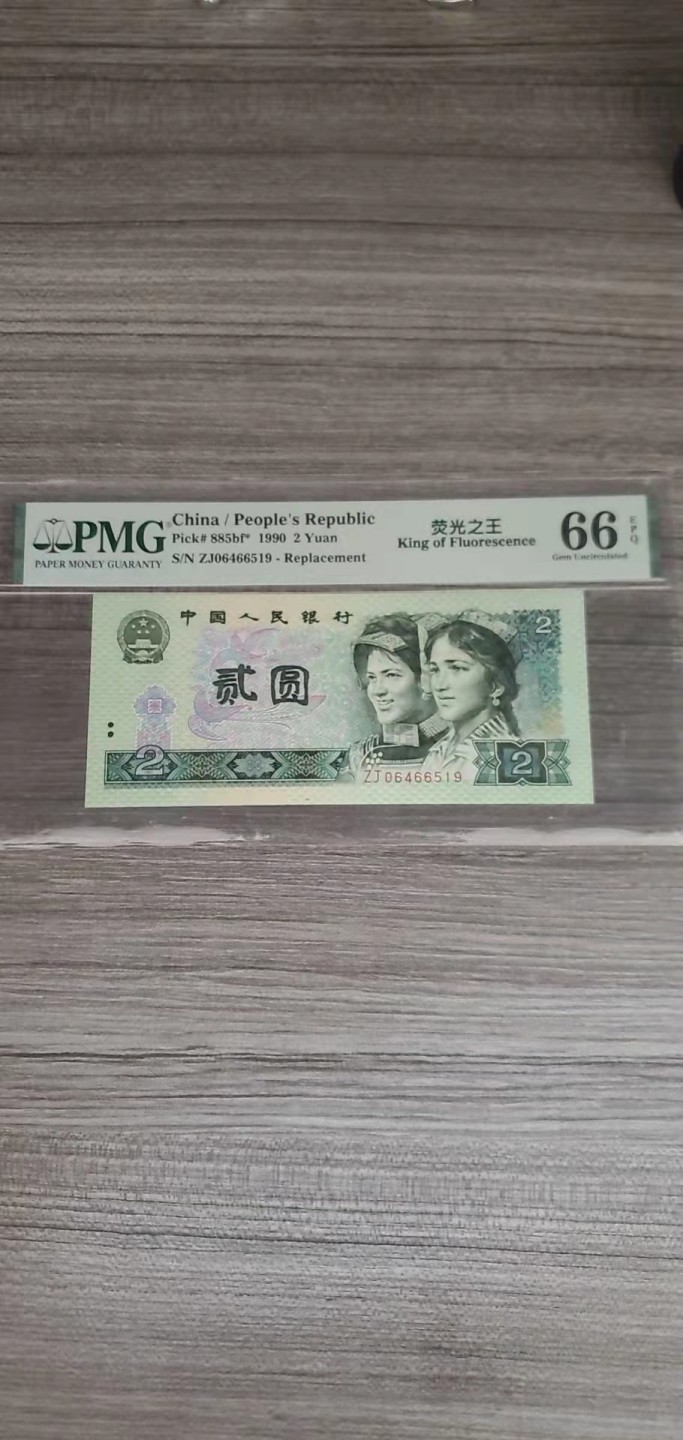 PMG
PAPER MONEY GUARANTY
China / People's Republic
Pick# 885bf* 1990 2 Yuan
S/N ZJ06466519 - Replacement
荧光之王
King of Fluorescence
66
EPQ
Gem Uncirculated
中国人民银行
2
贰圆
2
ZJ06466519
2